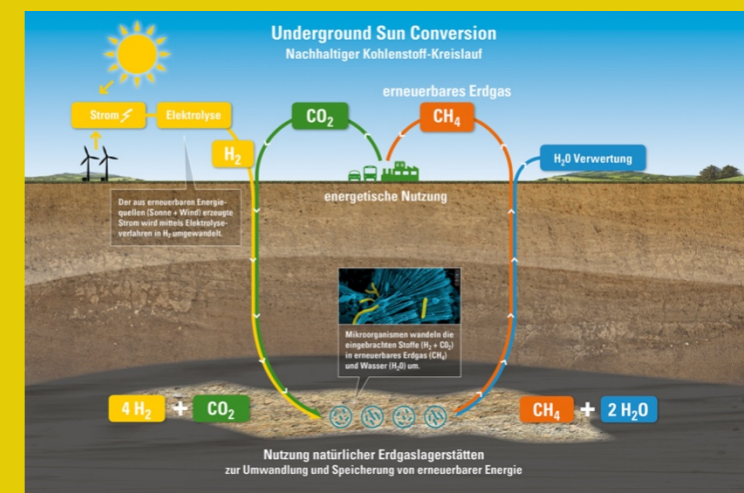 Underground Sun Conversion
Nachhaltiger Kohlenstoff-Kreislauf
erneuerbares Erdgas
Strom
Elektrolyse
CO₂
CH₄
H₂
H₂0 Verwertung
energetische Nutzung
Der aus erneuerbaren Energie-
quellen (Sonne + Wind) erzeugte
Strom wird mittels Elektrolyse-
verfahren in H₂ umgewandelt.
Mikroorganismen wandeln die
eingebrachten Stoffe (H₂ + CO₂)
in erneuerbares Erdgas (CH₄)
und Wasser (H₂0) um.
4 H₂ + CO₂
CH₄ + 2 H₂O
Nutzung natürlicher Erdgaslagerstätten
zur Umwandlung und Speicherung von erneuerbarer Energie